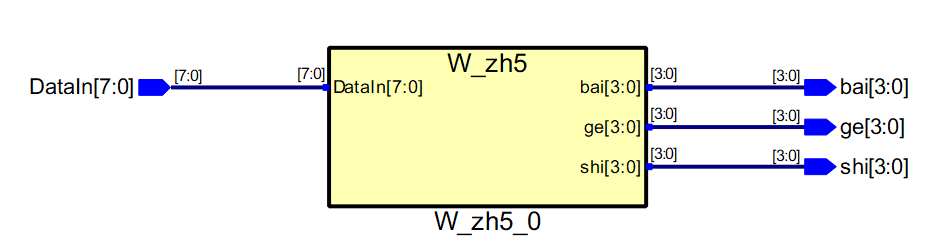 W_zh5
DataIn[7:0] [7:0] [7:0] DataIn[7:0] bai[3:0] [3:0] [3:0] bai[3:0]
ge[3:0] [3:0] [3:0] ge[3:0]
shi[3:0] [3:0] [3:0] shi[3:0]
W_zh5_0